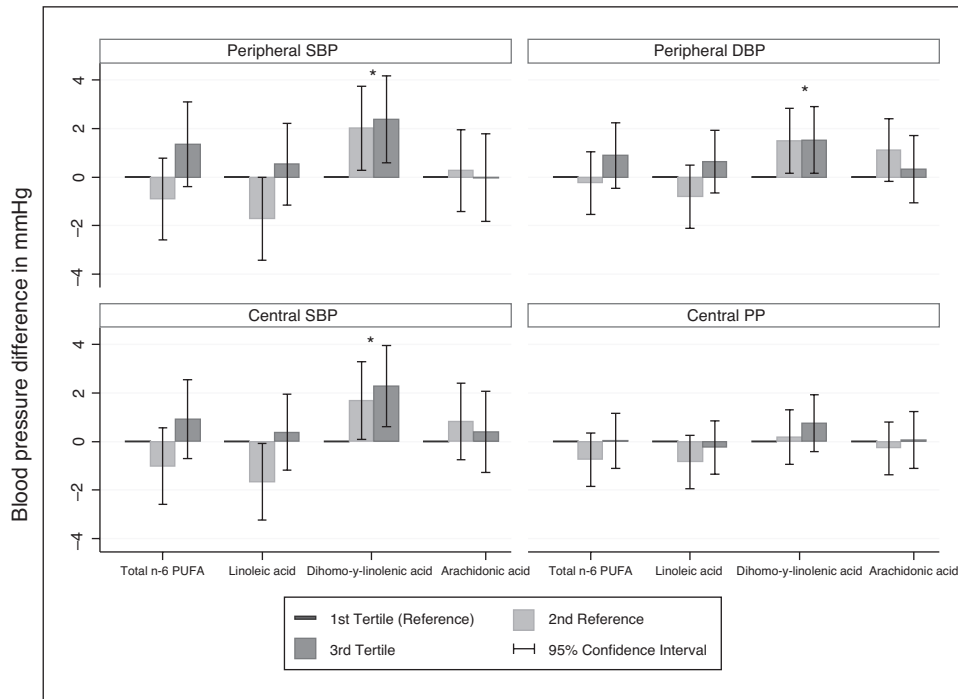 Blood pressure difference in mmHg
Peripheral SBP
Peripheral DBP
4
2
0
−2
−4
*
*
Central SBP
Central PP
4
2
0
−2
−4
*
Total n-6 PUFA Linoleic acid Dihomo-y-linolenic acid Arachidonic acid
Total n-6 PUFA Linoleic acid Dihomo-y-linolenic acid Arachidonic acid
1st Tertile (Reference) 2nd Reference
3rd Tertile 95% Confidence Interval